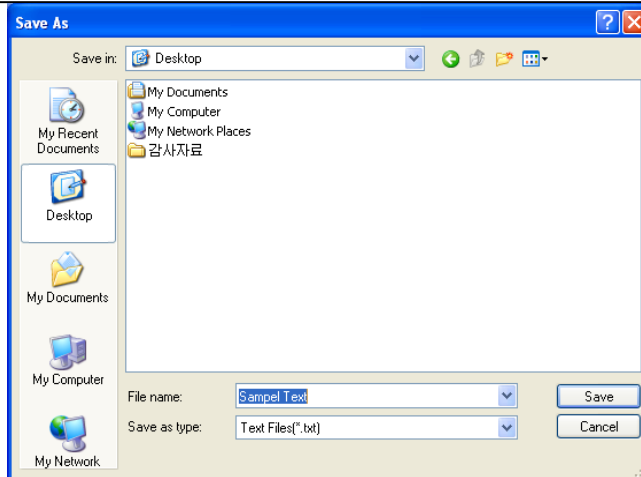 Save As
Save in:
Desktop
My Recent
Documents
Desktop
My Documents
My Computer
My Network
My Documents
My Computer
My Network Places
감사자료
File name:
Sampel Text
Save
Save as type:
Text Files(*.txt)
Cancel